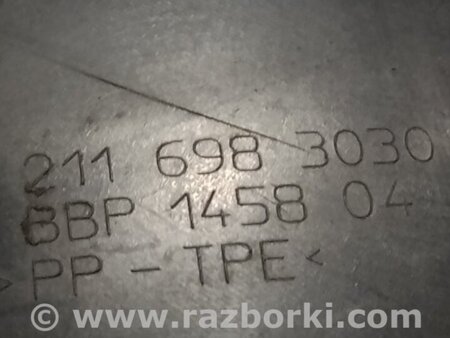 211 698 3030
BBP 1458 04
>PP - TPE<
© www.razborki.com